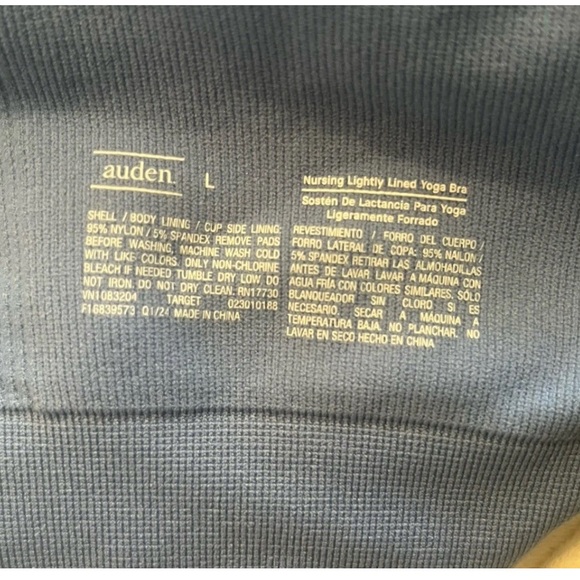 auden
L
SHELL / BODY LINING / CUP SIDE LINING:
95% NYLON / 5% SPANDEX REMOVE PADS
BEFORE WASHING. MACHINE WASH COLD
WITH LIKE COLORS. ONLY NON-CHLORINE
BLEACH IF NEEDED TUMBLE DRY LOW. DO
NOT IRON. DO NOT DRY CLEAN. RN17730
VN1083204 TARGET 023010188
F16839573 Q1/24 MADE IN CHINA
Nursing Lightly Lined Yoga Bra
Sostén De Lactancia Para Yoga
Ligeramente Forrado
REVESTIMIENTO / FORRO DEL CUERPO /
FORRO LATERAL DE COPA: 95% NAILON /
5% SPANDEX RETIRAR LAS ALMOHADILLAS
ANTES DE LAVAR. LAVAR A MÁQUINA CON
AGUA FRÍA CON COLORES SIMILARES. SÓLO
BLANQUEADOR SIN CLORO SI ES
NECESARIO. SECAR A MÁQUINA A
TEMPERATURA BAJA. NO PLANCHAR. NO
LAVAR EN SECO HECHO EN CHINA